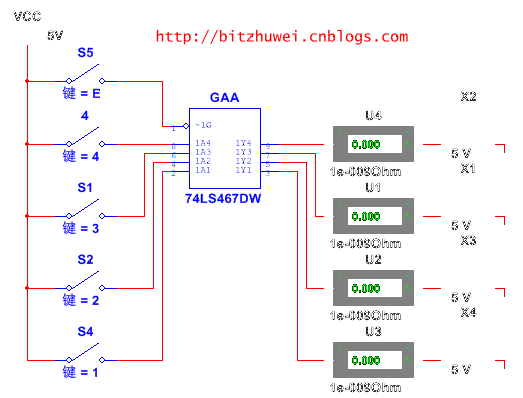 VCC
5V
http://bitzhuwei.cnblogs.com
S5
键 = E
GAA
X2
4
键 = 4
1
~1G
8
1A4
1Y4
9
6
1A3
1Y3
7
4
1A2
1Y2
5
2
1A1
1Y1
3
74LS467DW
U4
0.000
1e-009Ohm
5 V
X1
S1
键 = 3
U1
0.000
1e-009Ohm
5 V
X3
S2
键 = 2
U2
0.000
1e-009Ohm
5 V
X4
S4
键 = 1
U3
0.000
1e-009Ohm
5 V